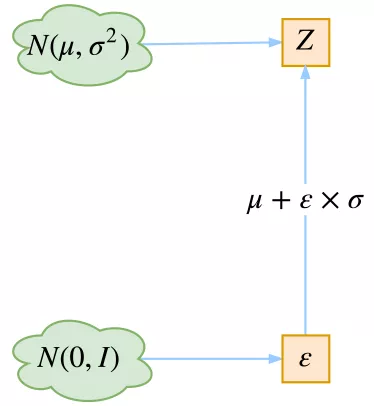 N(μ, σ²) Z
μ + ε × σ
N(0, I) ε